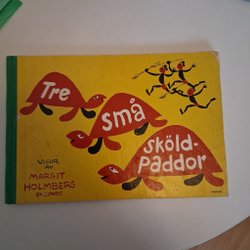 Tre
små
sköld-
paddor
VISOR
AV
MARGIT
HOLMBERG